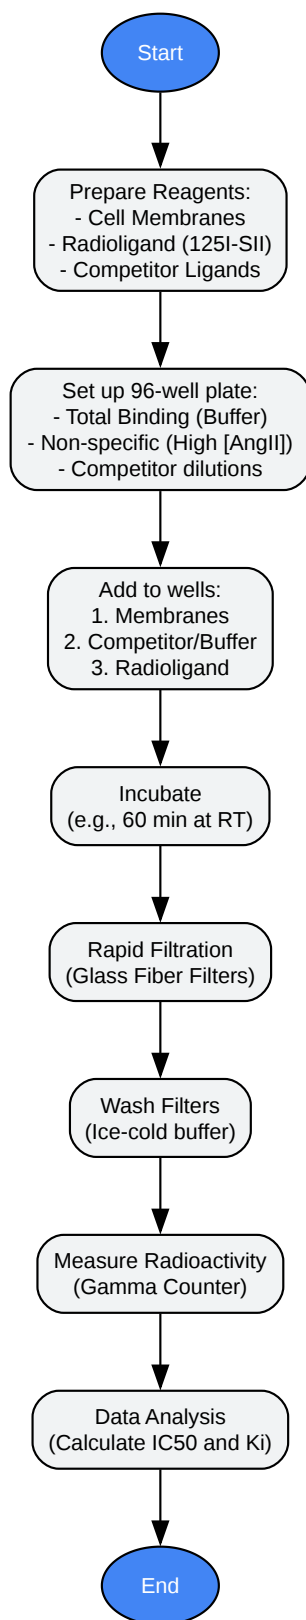 Start
Prepare Reagents:
- Cell Membranes
- Radioligand (125I-SII)
- Competitor Ligands
Set up 96-well plate:
- Total Binding (Buffer)
- Non-specific (High [AngII])
- Competitor dilutions
Add to wells:
1. Membranes
2. Competitor/Buffer
3. Radioligand
Incubate
(e.g., 60 min at RT)
Rapid Filtration
(Glass Fiber Filters)
Wash Filters
(Ice-cold buffer)
Measure Radioactivity
(Gamma Counter)
Data Analysis
(Calculate IC50 and Ki)
End